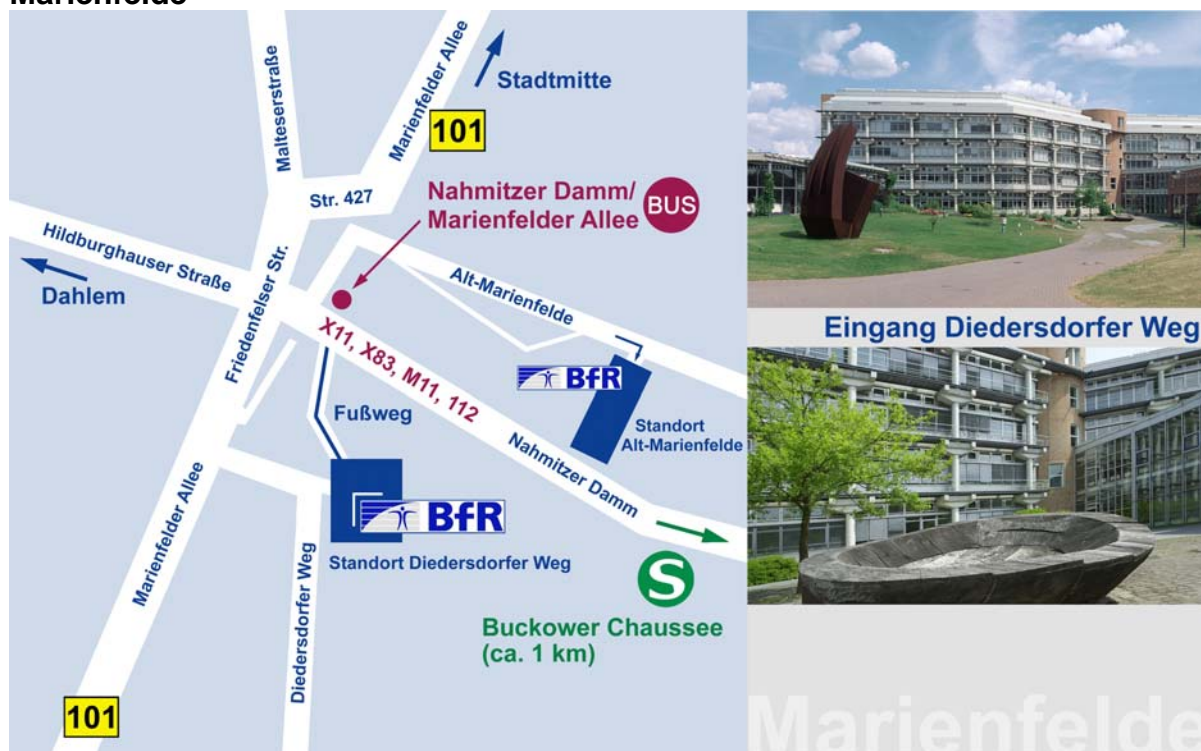 Marienfelde
Malteserstraße
Marienfelder Allee
Stadtmitte
101
Str. 427
Nahmitzer Damm/
Marienfelder Allee
BUS
Hildburghauser Straße
Dahlem
Friedenfelser Str.
Alt-Marienfelde
X11, X83, M11, 112
BfR
Standort
Alt-Marienfelde
Fußweg
Nahmitzer Damm
Marienfelder Allee
BfR
Standort Diedersdorfer Weg
Diedersdorfer Weg
S
Buckower Chaussee
(ca. 1 km)
101
Eingang Diedersdorfer Weg
Marienfelde